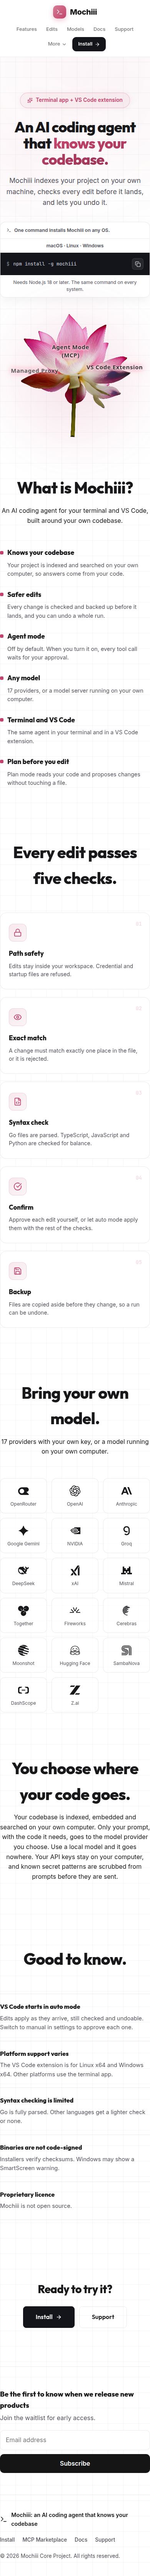 Mochiii
Features Edits Models Docs Support
More Install →
Terminal app + VS Code extension
An AI coding agent
that knows your
codebase.
Mochiii indexes your project on your own
machine, checks every edit before it lands,
and lets you undo it.
One command installs Mochiii on any OS.
macOS · Linux · Windows
$ npm install -g mochiii
Needs Node.js 18 or later. The same command on every
system.
Agent Mode
(MCP)
Managed Proxy
VS Code Extension
What is Mochiii?
An AI coding agent for your terminal and VS Code,
built around your own codebase.
Knows your codebase
Your project is indexed and searched on your own
computer, so answers come from your code.
Safer edits
Every change is checked and backed up before it
lands, and you can undo a whole run.
Agent mode
Off by default. When you turn it on, every tool call
waits for your approval.
Any model
17 providers, or a model server running on your own
computer.
Terminal and VS Code
The same agent in your terminal and in a VS Code
extension.
Plan before you edit
Plan mode reads your code and proposes changes
without touching a file.
Every edit passes
five checks.
01
Path safety
Edits stay inside your workspace. Credential and
startup files are refused.
02
Exact match
A change must match exactly one place in the file,
or it is rejected.
03
Syntax check
Go files are parsed. TypeScript, JavaScript and
Python are checked for balance.
04
Confirm
Approve each edit yourself, or let auto mode apply
them with the rest of the checks.
05
Backup
Files are copied aside before they change, so a run
can be undone.
Bring your own
model.
17 providers with your own key, or a model running
on your own computer.
OpenRouter OpenAI Anthropic
Google Gemini NVIDIA Groq
DeepSeek xAI Mistral
Together Fireworks Cerebras
Moonshot Hugging Face SambaNova
DashScope Z.ai
You choose where
your code goes.
Your codebase is indexed, embedded and
searched on your own computer. Only your prompt,
with the code it needs, goes to the model provider
you choose. Use a local model and it goes
nowhere. Your API keys stay on your computer,
and known secret patterns are scrubbed from
prompts before they are sent.
Good to know.
VS Code starts in auto mode
Edits apply as they arrive, still checked and undoable.
Switch to manual in settings to approve each one.
Platform support varies
The VS Code extension is for Linux x64 and Windows
x64. Other platforms use the terminal app.
Syntax checking is limited
Go is fully parsed. Other languages get a lighter check
or none.
Binaries are not code-signed
Installers verify checksums. Windows may show a
SmartScreen warning.
Proprietary licence
Mochiii is not open source.
Ready to try it?
Install → Support
Be the first to know when we release new
products
Join the waitlist for early access.
Email address
Subscribe
Mochiii: an AI coding agent that knows your
codebase
Install MCP Marketplace Docs Support
© 2026 Mochiii Core Project. All rights reserved.